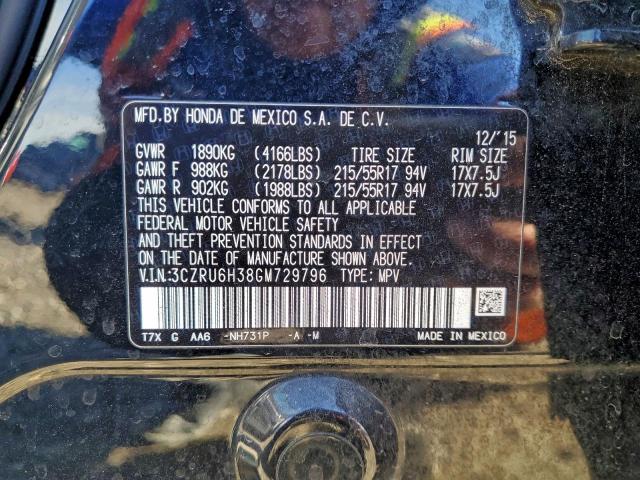 MFD.BY HONDA DE MEXICO S.A. DE C.V.
12/'15
GVWR 1890KG (4166LBS) TIRE SIZE RIM SIZE
GAWR F 988KG (2178LBS) 215/55R17 94V 17X7.5J
GAWR R 902KG (1988LBS) 215/55R17 94V 17X7.5J
THIS VEHICLE CONFORMS TO ALL APPLICABLE
FEDERAL MOTOR VEHICLE SAFETY
AND THEFT PREVENTION STANDARDS IN EFFECT
ON THE DATE OF MANUFACTURE SHOWN ABOVE.
V.I.N.:3CZRU6H38GM729796 TYPE: MPV
T7X G AA6 -NH731P -A -M MADE IN MEXICO